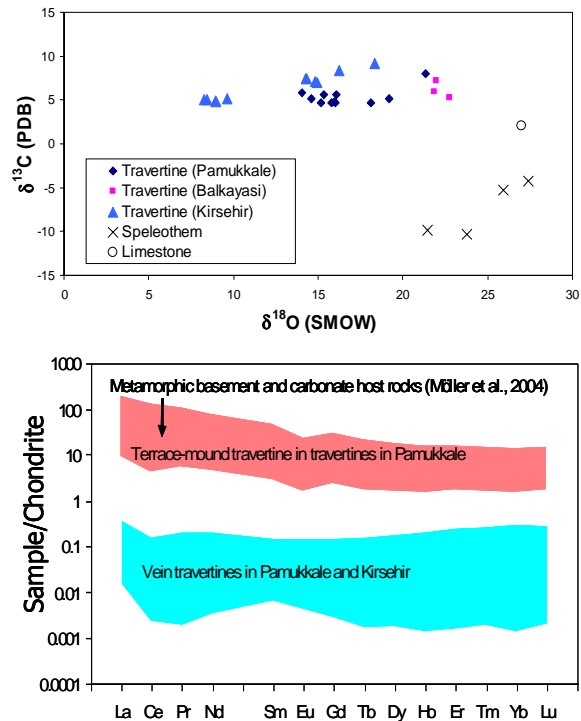 δ13C (PDB)
15
10
5
0
-5
-10
-15
Travertine (Pamukkale)
Travertine (Balkayasi)
Travertine (Kirsehir)
Speleothem
Limestone
0 5 10 15 20 25 30
δ18O (SMOW)
Sample/Chondrite
1000
100
10
1
0.1
0.01
0.001
0.0001
Metamorphic basement and carbonate host rocks (Möller et al., 2004)
Terrace-mound travertine in travertines in Pamukkale
Vein travertines in Pamukkale and Kirsehir
La Ce Pr Nd Sm Eu Gd Tb Dy Hb Er Tm Yb Lu